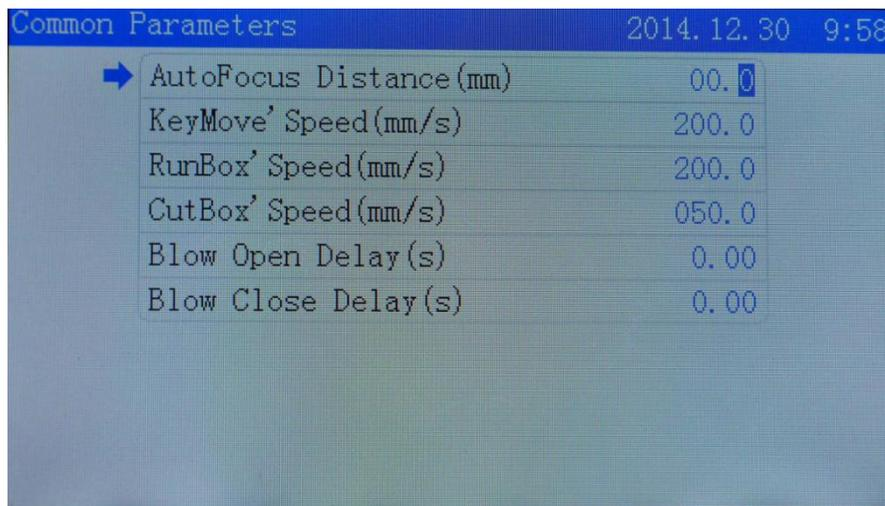 Common Parameters 2014.12.30 9:58
AutoFocus Distance(mm) 00.0
KeyMove' Speed(mm/s) 200.0
RunBox' Speed(mm/s) 200.0
CutBox' Speed(mm/s) 050.0
Blow Open Delay(s) 0.00
Blow Close Delay(s) 0.00